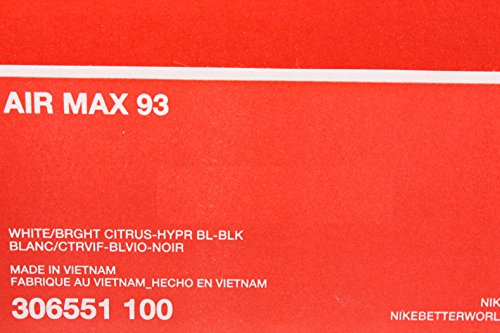 AIR MAX 93
WHITE/BRGHT CITRUS-HYPR BL-BLK
BLANC/CTRVIF-BLVIO-NOIR
MADE IN VIETNAM
FABRIQUE AU VIETNAM_HECHO EN VIETNAM
306551 100
NIK
NIKEBETTERWORL